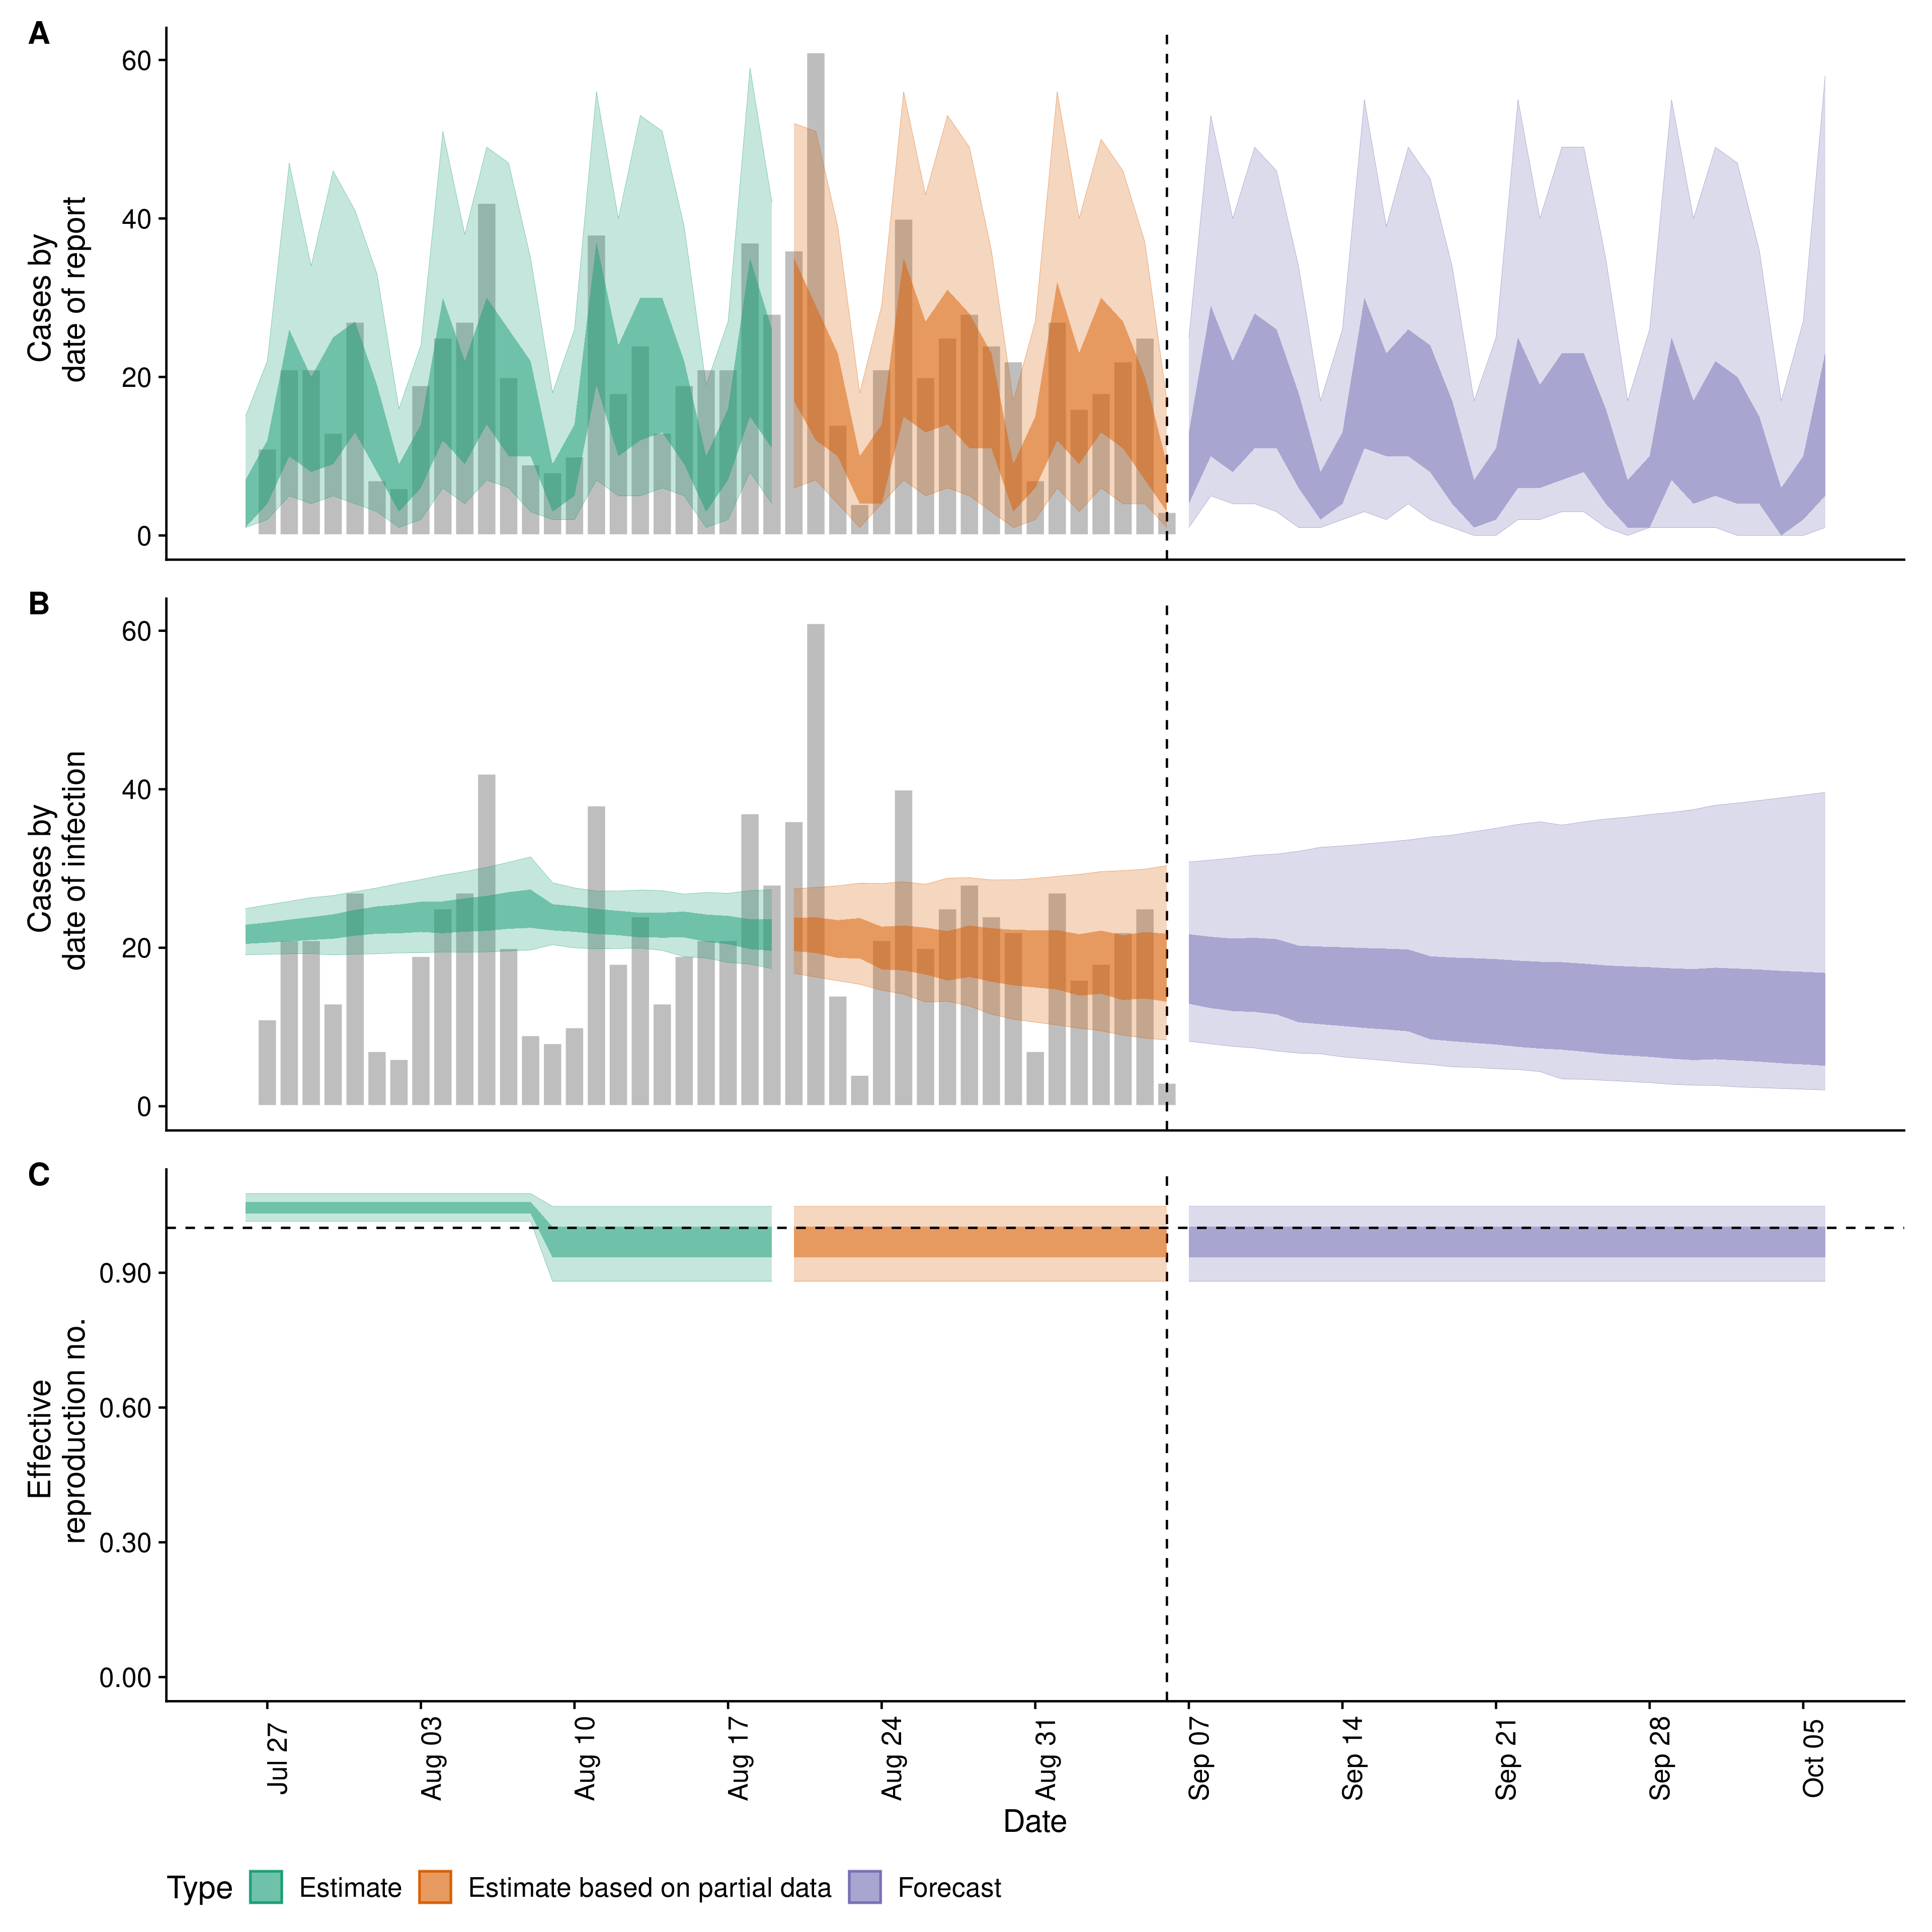 A
Cases by
date of report
60
40
20
0
B
Cases by
date of infection
60
40
20
0
C
Effective
reproduction no.
0.90
0.60
0.30
0.00
Jul 27
Aug 03
Aug 10
Aug 17
Aug 24
Aug 31
Sep 07
Sep 14
Sep 21
Sep 28
Oct 05
Date
Type Estimate Estimate based on partial data Forecast